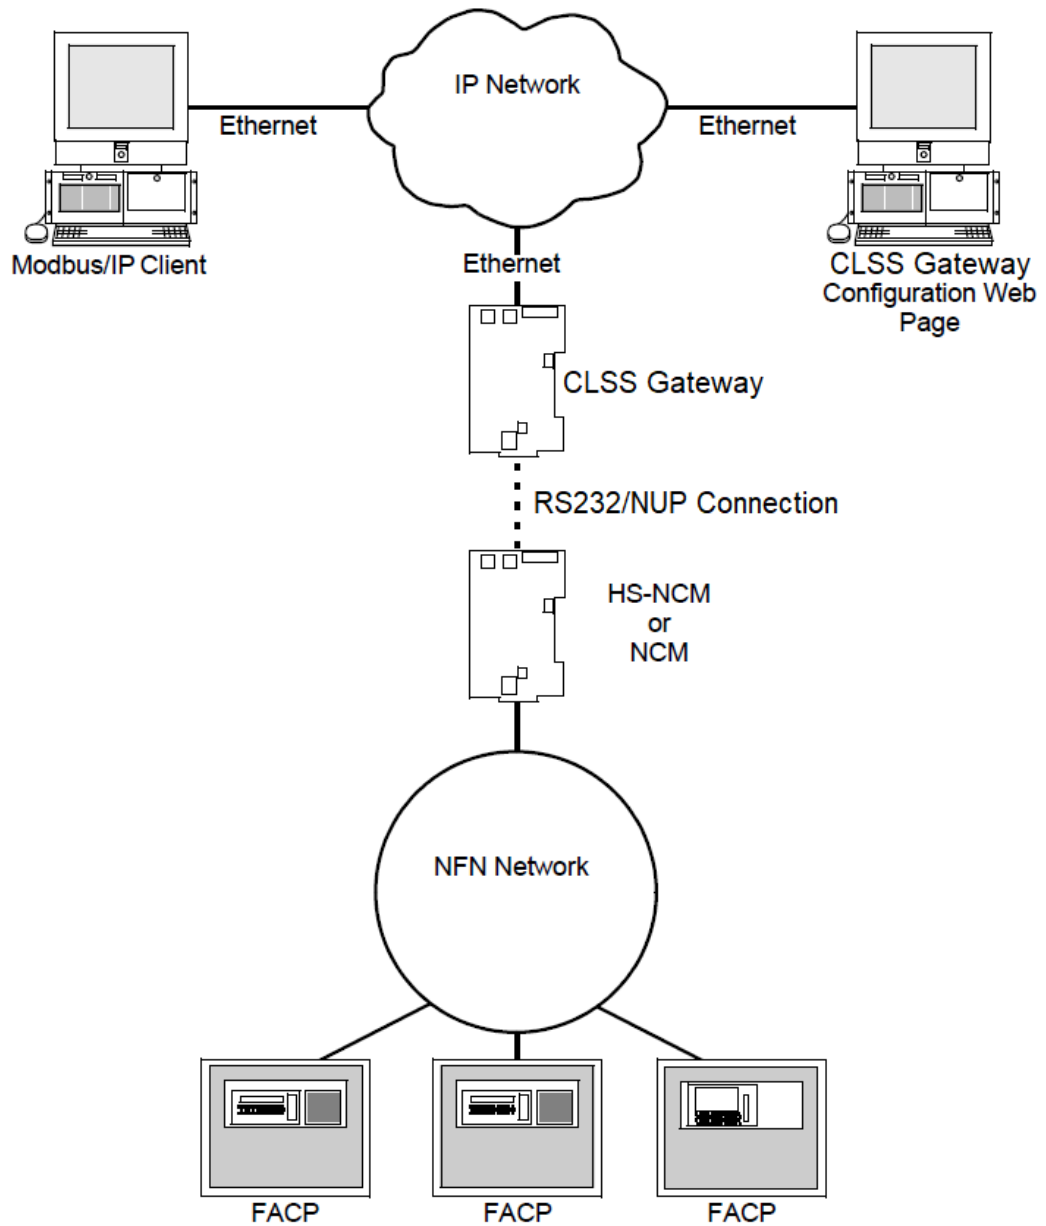 IP Network
Ethernet
Ethernet
Modbus/IP Client
Ethernet
CLSS Gateway
Configuration Web
Page
CLSS Gateway
RS232/NUP Connection
HS-NCM
or
NCM
NFN Network
FACP
FACP
FACP